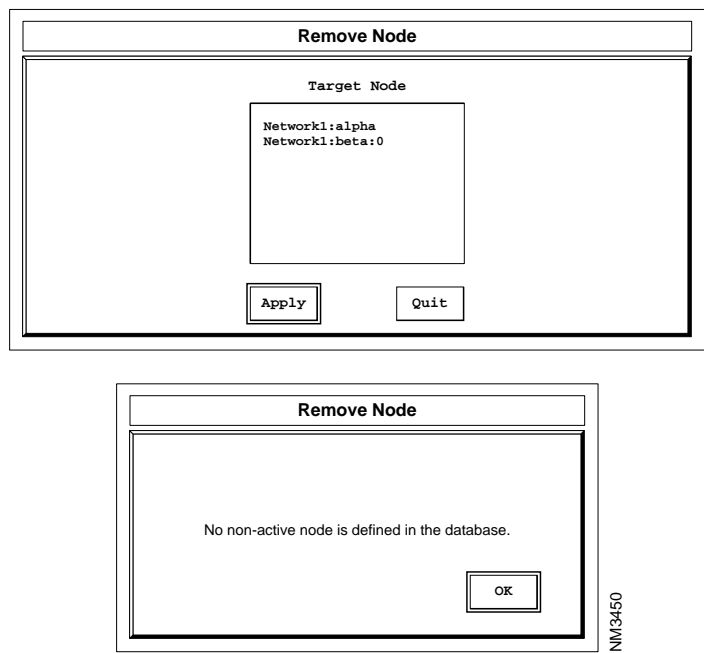 Remove Node
Target Node
Network1:alpha
Network1:beta:0
Apply
Quit
Remove Node
No non-active node is defined in the database.
OK
NM3450